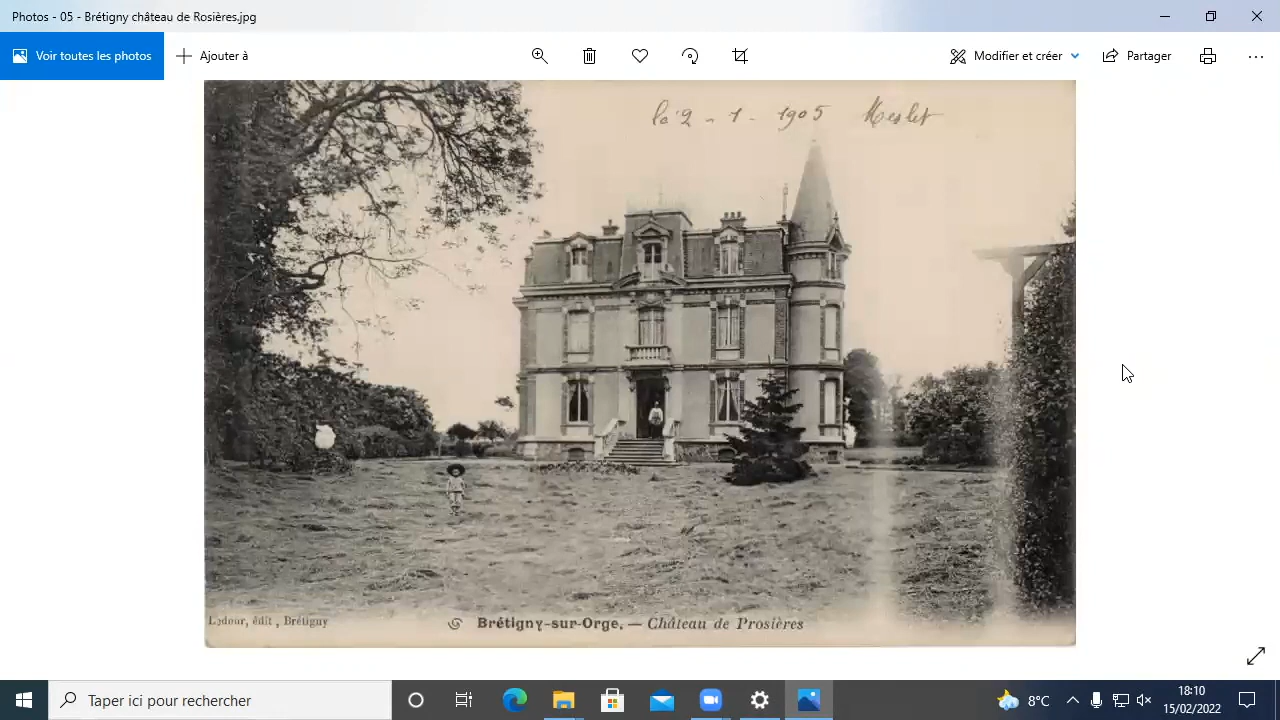 Photos - 05 - Brétigny château de Rosières.jpg
Voir toutes les photos
Ajouter à
Modifier et créer
Partager
le 2 - 1 - 1905 Meslet
Ladour, édit , Brétigny
Brétigny-sur-Orge. — Château de Prosières
Taper ici pour rechercher
8°C
18:10
15/02/2022